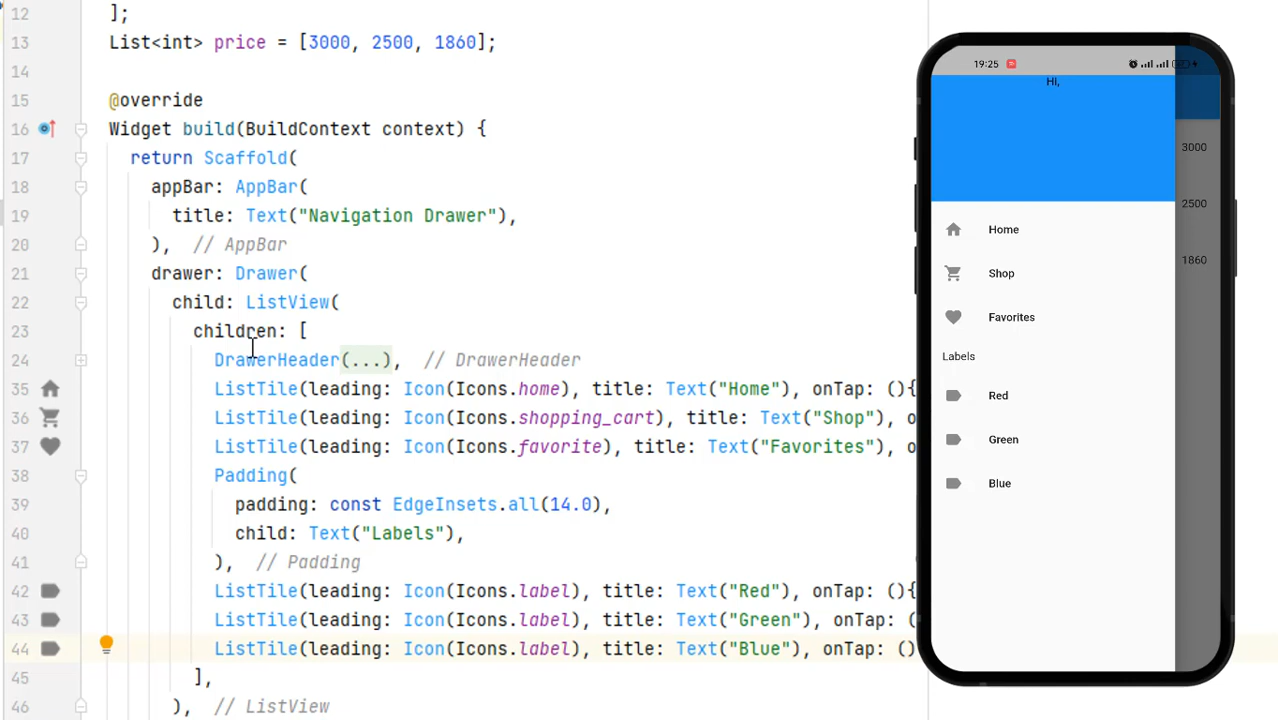 12 ];
13 List<int> price = [3000, 2500, 1860];
14
15 @override
16 Widget build(BuildContext context) {
17 return Scaffold(
18 appBar: AppBar(
19 title: Text("Navigation Drawer"),
20 ), // AppBar
21 drawer: Drawer(
22 child: ListView(
23 children: [
24 DrawerHeader(...), // DrawerHeader
35 ListTile(leading: Icon(Icons.home), title: Text("Home"), onTap: (){
36 ListTile(leading: Icon(Icons.shopping_cart), title: Text("Shop"), o
37 ListTile(leading: Icon(Icons.favorite), title: Text("Favorites"), o
38 Padding(
39 padding: const EdgeInsets.all(14.0),
40 child: Text("Labels"),
41 ), // Padding
42 ListTile(leading: Icon(Icons.label), title: Text("Red"), onTap: (){
43 ListTile(leading: Icon(Icons.label), title: Text("Green"), onTap: (
44 ListTile(leading: Icon(Icons.label), title: Text("Blue"), onTap: ()
45 ],
46 ), // ListView
19:25
Hi,
3000
2500
1860
Home
Shop
Favorites
Labels
Red
Green
Blue